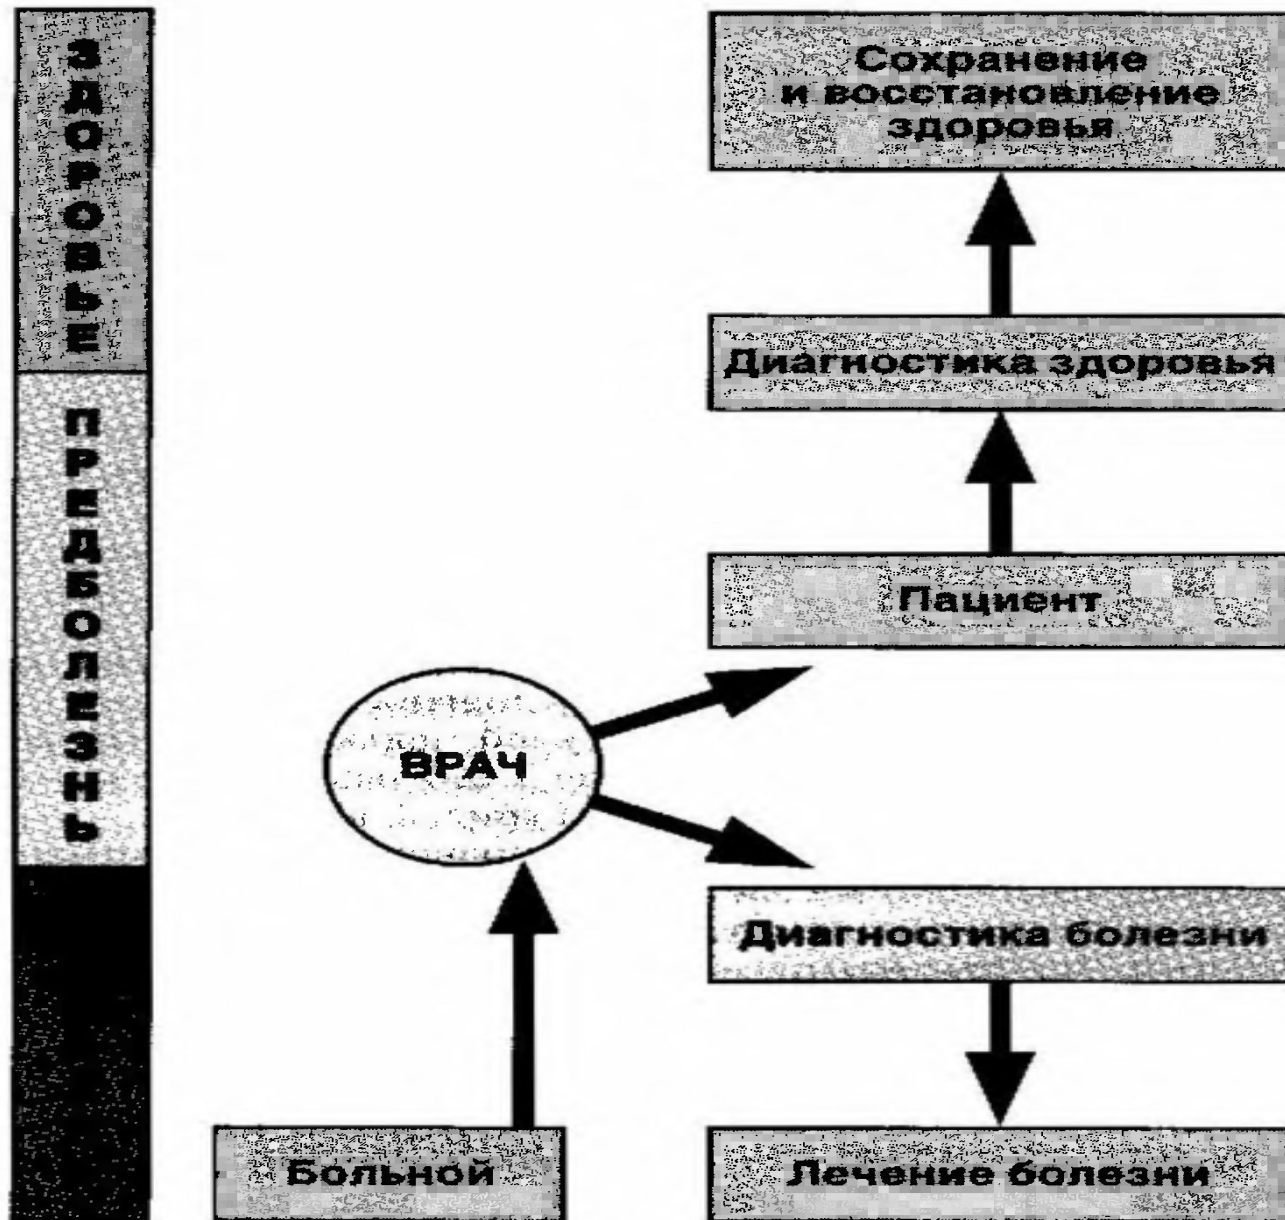 ЗДОРОВЬЕ
ПРЕДБОЛЕЗНЬ
Сохранение
и восстановление
здоровья
Диагностика здоровья
Пациент
ВРАЧ
Диагностика болезни
Больной
Лечение болезни